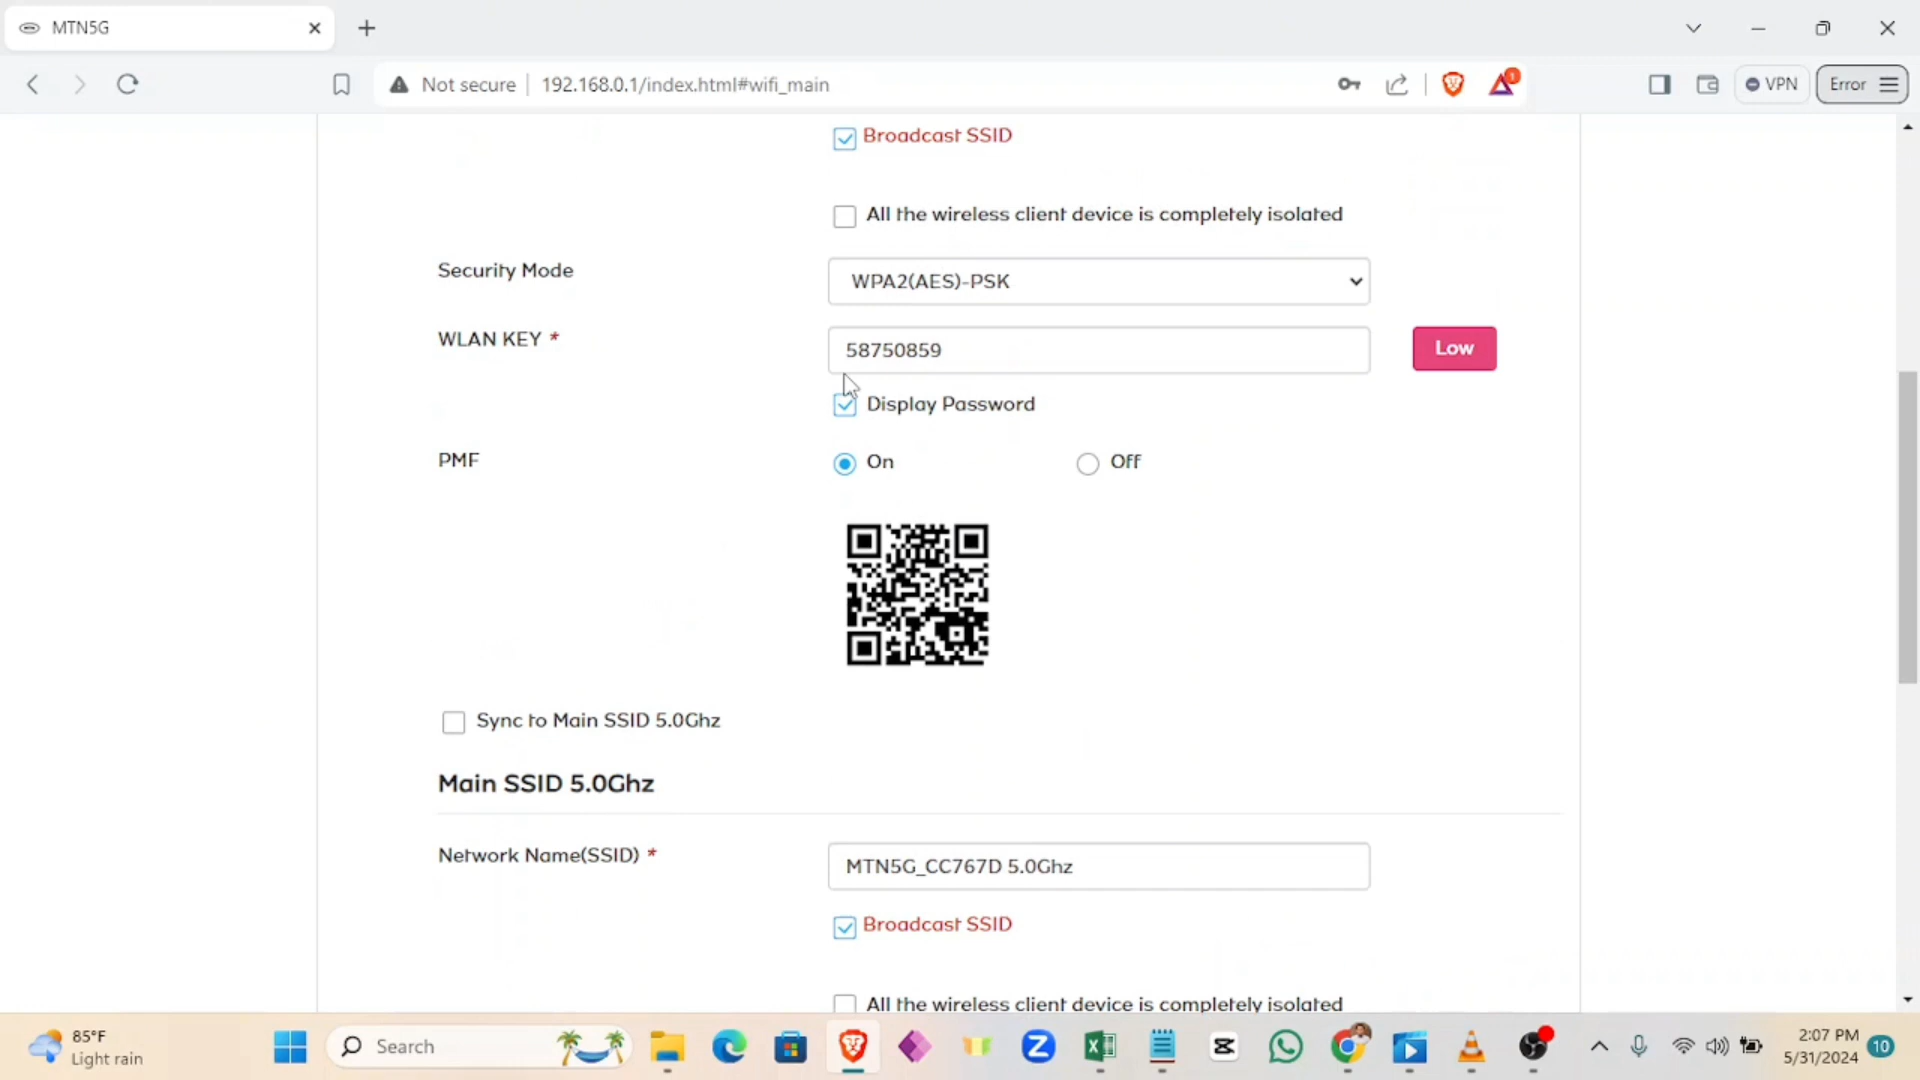 MTN5G
Not secure
192.168.0.1/index.html#wifi_main
1
VPN
Error
Broadcast SSID
All the wireless client device is completely isolated
Security Mode
WPA2(AES)-PSK
WLAN KEY *
58750859
Low
Display Password
PMF
On
Off
Sync to Main SSID 5.0Ghz
Main SSID 5.0Ghz
Network Name(SSID) *
MTN5G_CC767D 5.0Ghz
Broadcast SSID
All the wireless client device is completely isolated
85°F
Light rain
Search
2:07 PM
5/31/2024
10